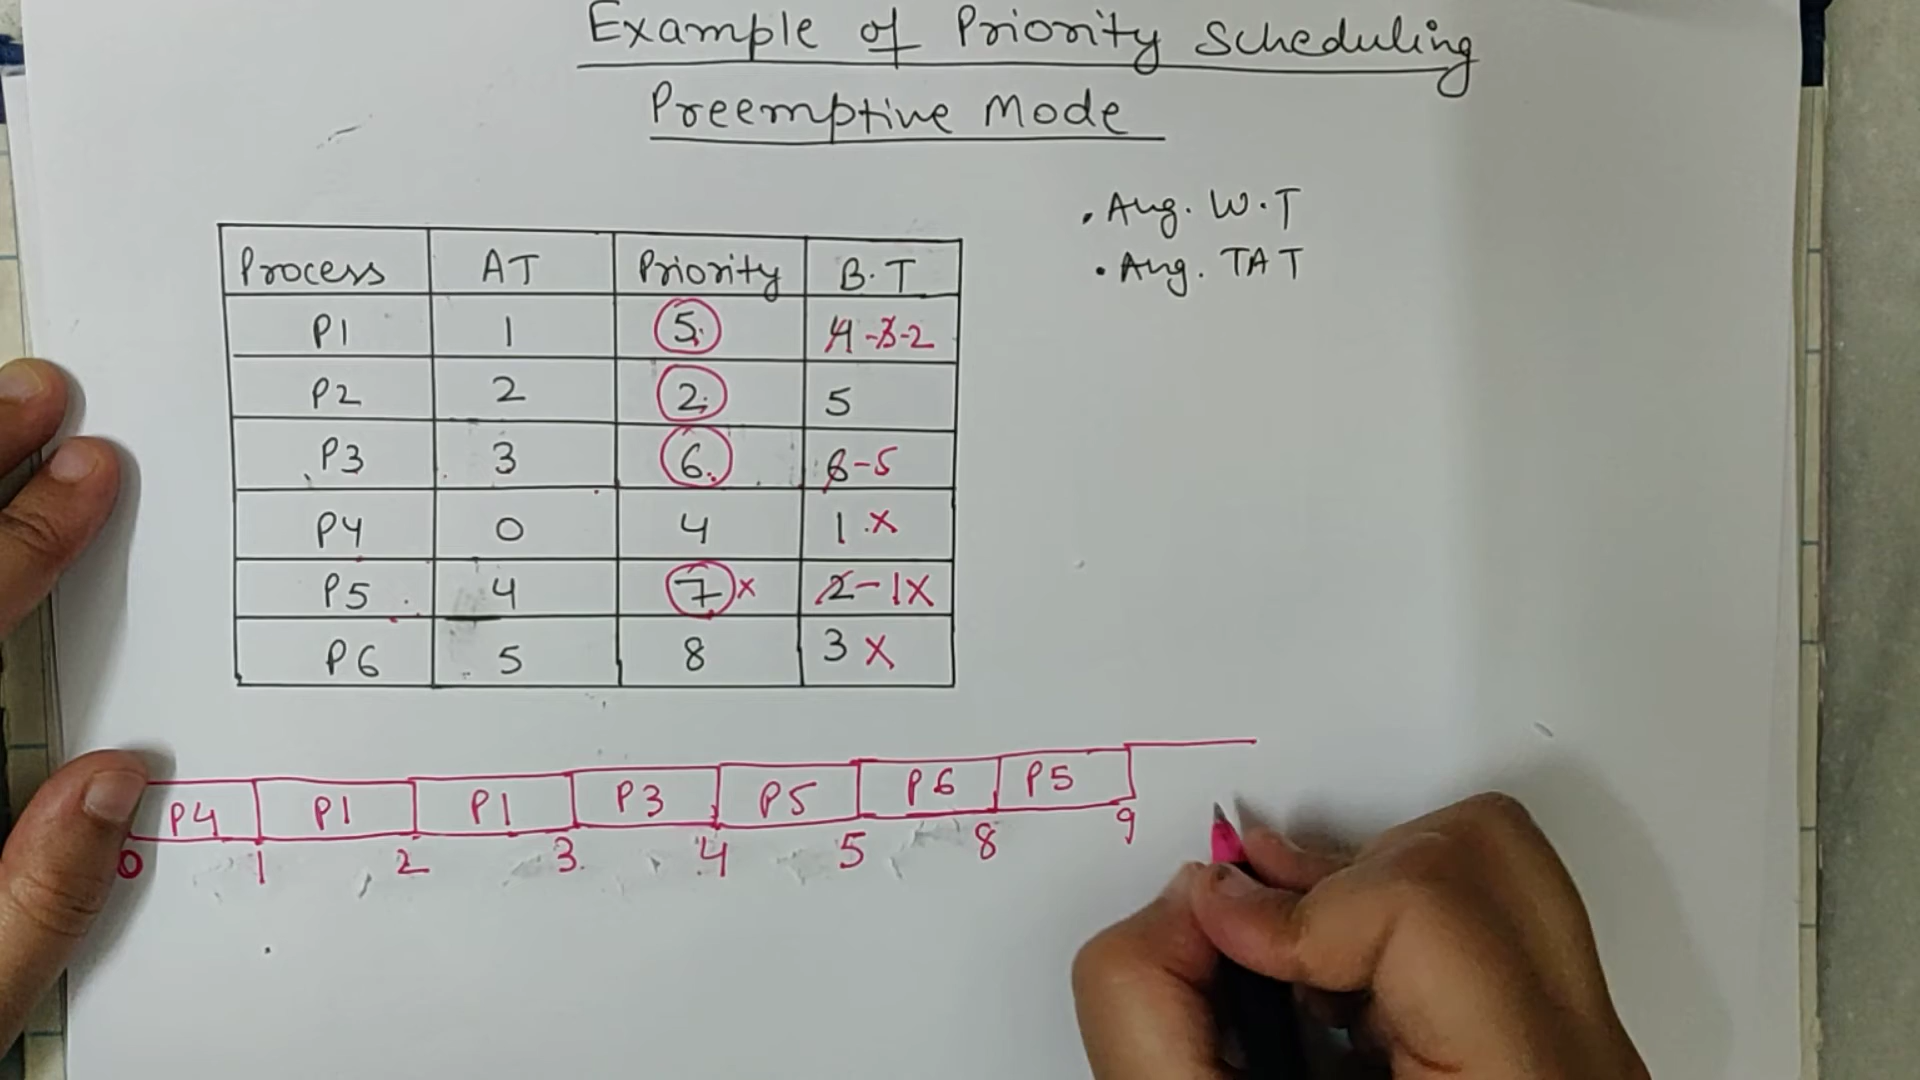 Example of Priority Scheduling
Preemptive Mode
. Avg. W.T
. Avg. TAT
Process AT Priority B.T
P1 1 5 4-3-2
P2 2 2 5
P3 3 6 6-5
P4 0 4 1 x
P5 4 7 x 2-1x
P6 5 8 3 x
P4 P1 P1 P3 P5 P6 P5
0 1 2 3 4 5 8 9